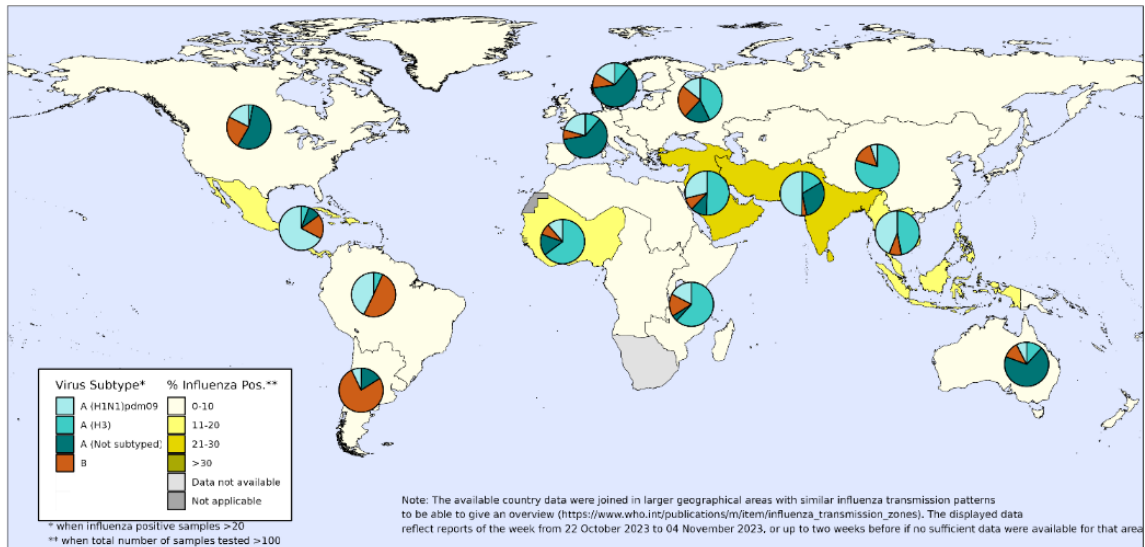 Virus Subtype*
% Influenza Pos.**
A (H1N1)pdm09
A (H3)
A (Not subtyped)
B
0-10
11-20
21-30
>30
Data not available
Not applicable
* when influenza positive samples >20
** when total number of samples tested >100
Note: The available country data were joined in larger geographical areas with similar influenza transmission patterns
to be able to give an overview (https://www.who.int/publications/m/item/influenza_transmission_zones). The displayed data
reflect reports of the week from 22 October 2023 to 04 November 2023, or up to two weeks before if no sufficient data were available for that area